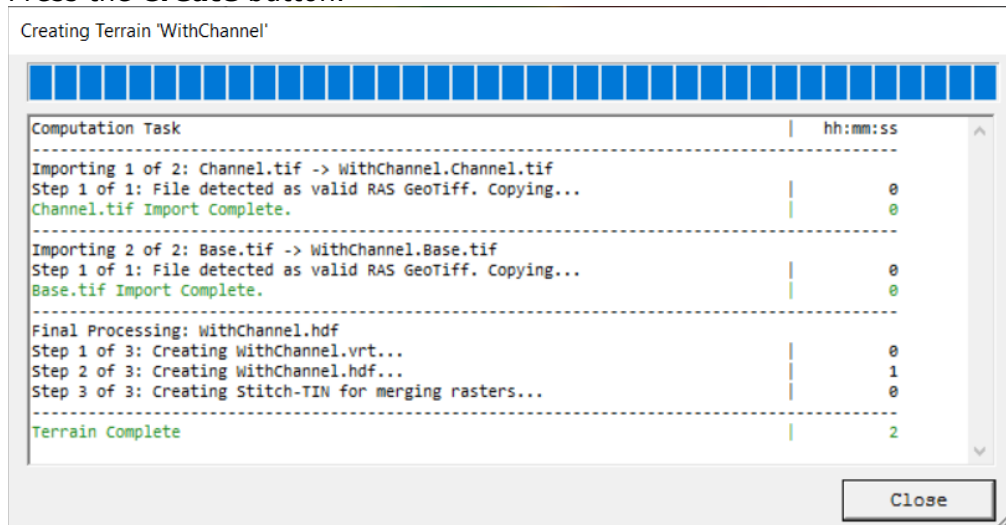 Press the Create button.
Creating Terrain 'WithChannel'
Computation Task | hh:mm:ss
Importing 1 of 2: Channel.tif -> WithChannel.Channel.tif
Step 1 of 1: File detected as valid RAS GeoTiff. Copying... | 0
Channel.tif Import Complete. | 0
Importing 2 of 2: Base.tif -> WithChannel.Base.tif
Step 1 of 1: File detected as valid RAS GeoTiff. Copying... | 0
Base.tif Import Complete. | 0
Final Processing: WithChannel.hdf
Step 1 of 3: Creating WithChannel.vrt... | 0
Step 2 of 3: Creating WithChannel.hdf... | 1
Step 3 of 3: Creating Stitch-TIN for merging rasters... | 0
Terrain Complete | 2
Close